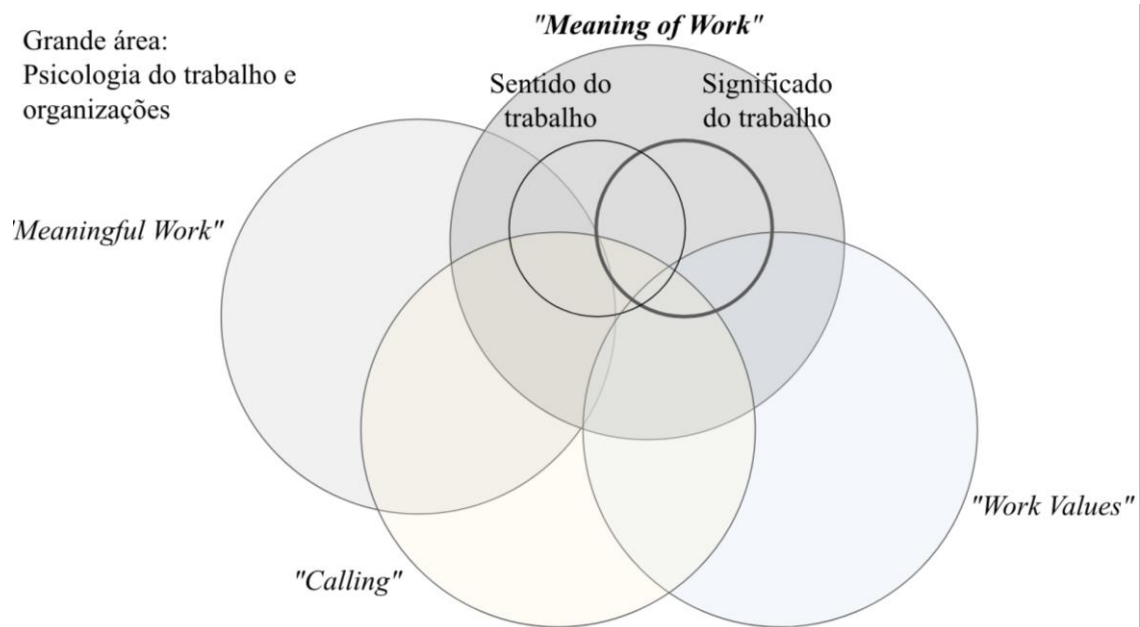 Grande área:
Psicologia do trabalho e
organizações
"Meaning of Work"
Sentido do
trabalho
Significado
do trabalho
'Meaningful Work"
"Work Values"
"Calling"